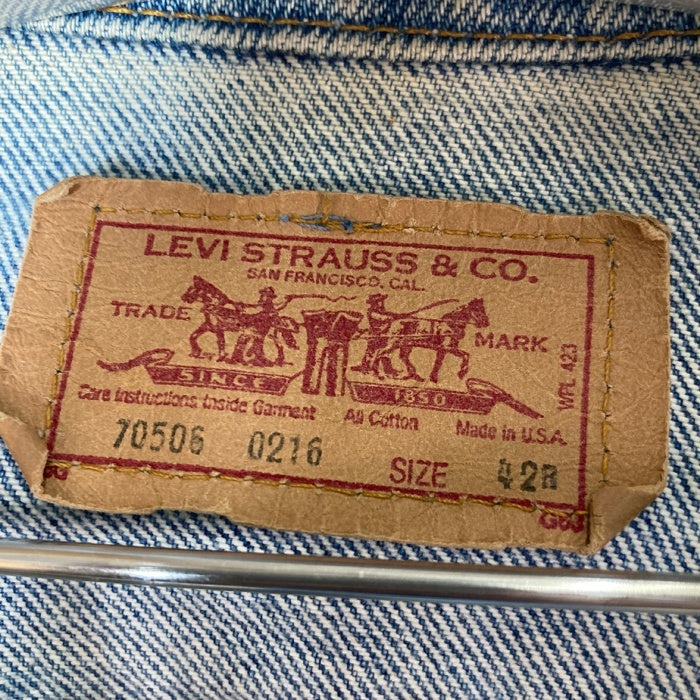 LEVI STRAUSS & CO.
SAN FRANCISCO, CAL.
TRADE MARK
SINCE 1850
WPL 423
Care Instructions Inside Garment All Cotton Made in U.S.A.
70506 0216 SIZE 42R